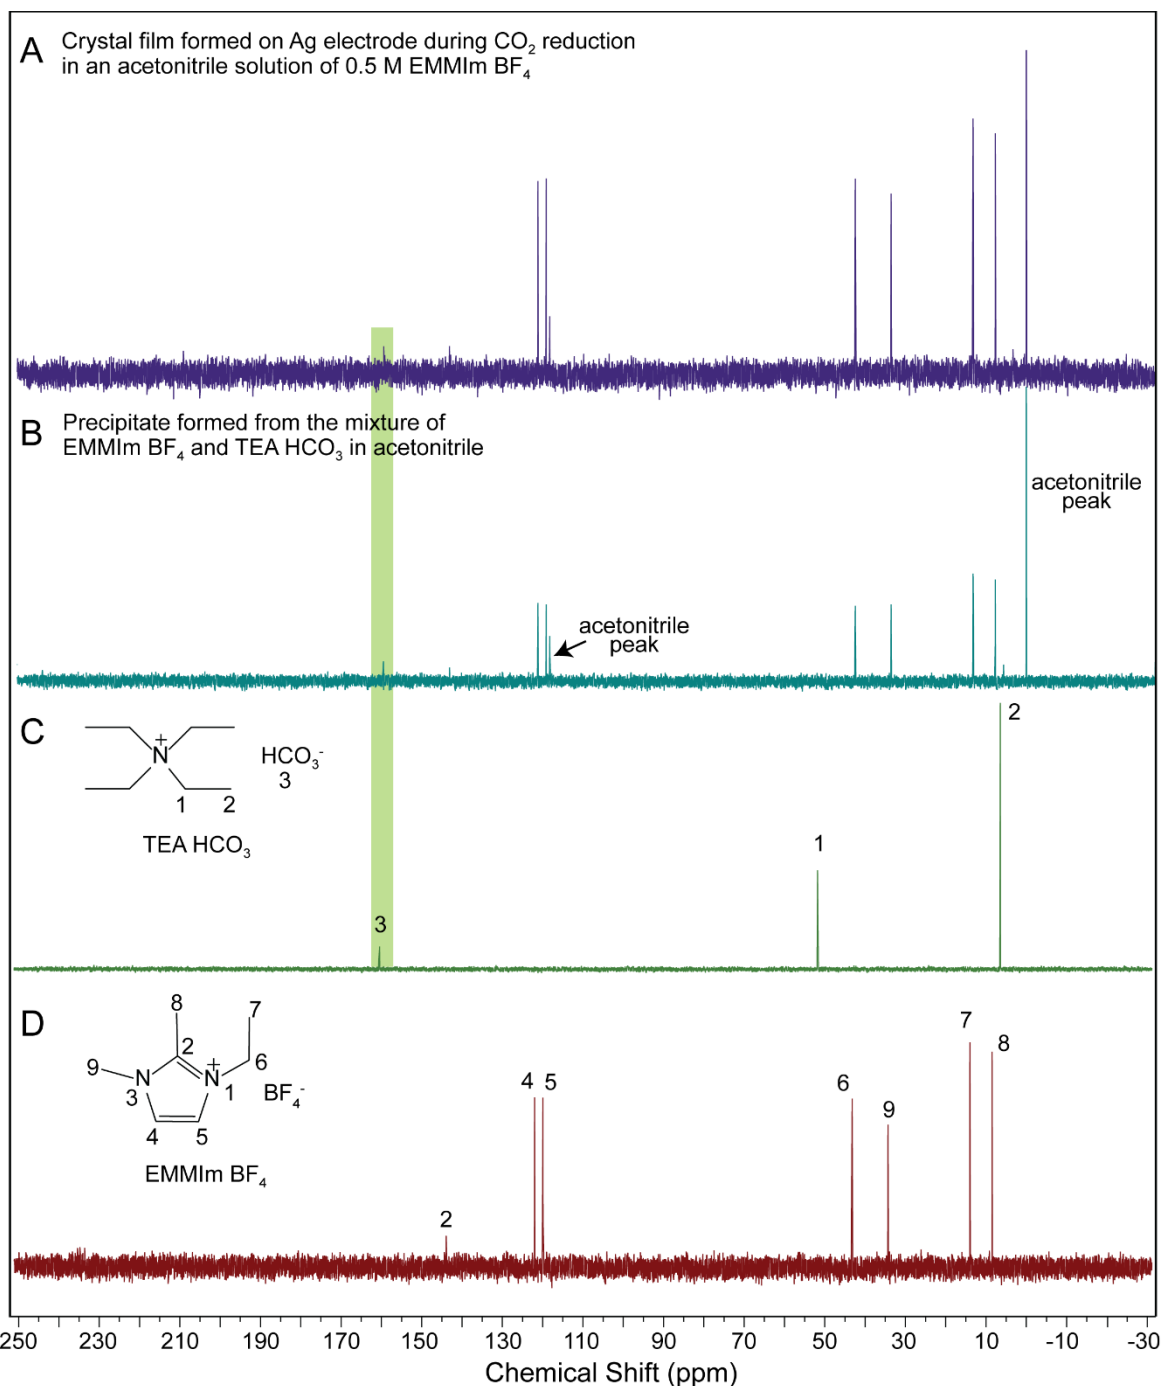 A
Crystal film formed on Ag electrode during CO₂ reduction
in an acetonitrile solution of 0.5 M EMMIm BF₄
B
Precipitate formed from the mixture of
EMMIm BF₄ and TEA HCO₃ in acetonitrile
acetonitrile
peak
acetonitrile
peak
C
N
+
HCO₃⁻
3
1
2
TEA HCO₃
3
1
2
D
8
7
2
9
N
3
+
N
1
6
BF₄⁻
4
5
EMMIm BF₄
2
4
5
6
9
7
8
250 230 210 190 170 150 130 110 90 70 50 30 10 -10 -30
Chemical Shift (ppm)